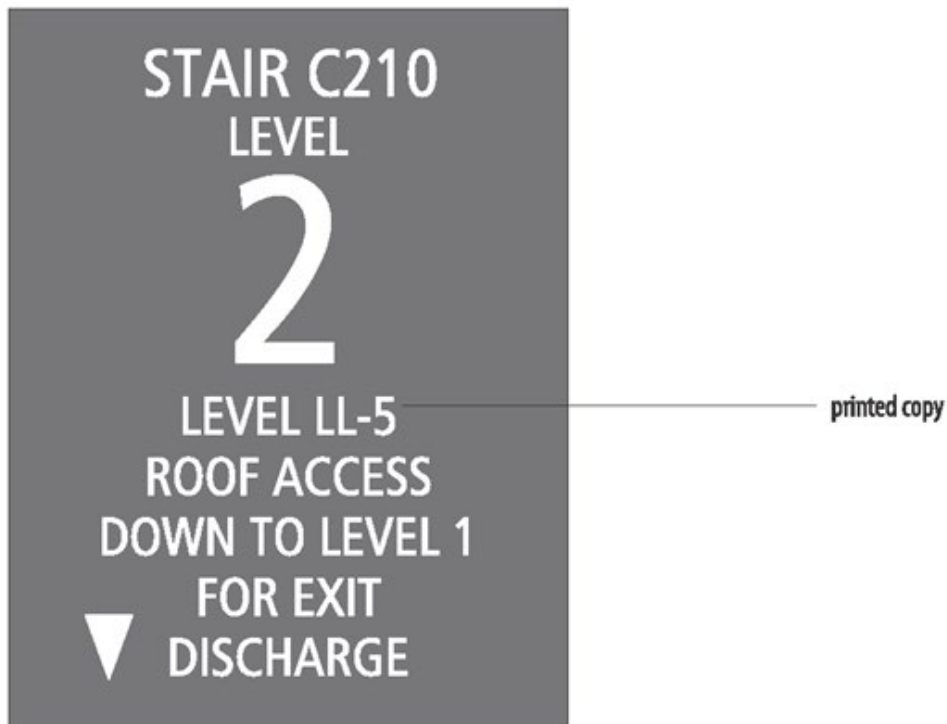 STAIR C210
LEVEL
2
LEVEL LL-5
ROOF ACCESS
DOWN TO LEVEL 1
FOR EXIT
DISCHARGE
printed copy